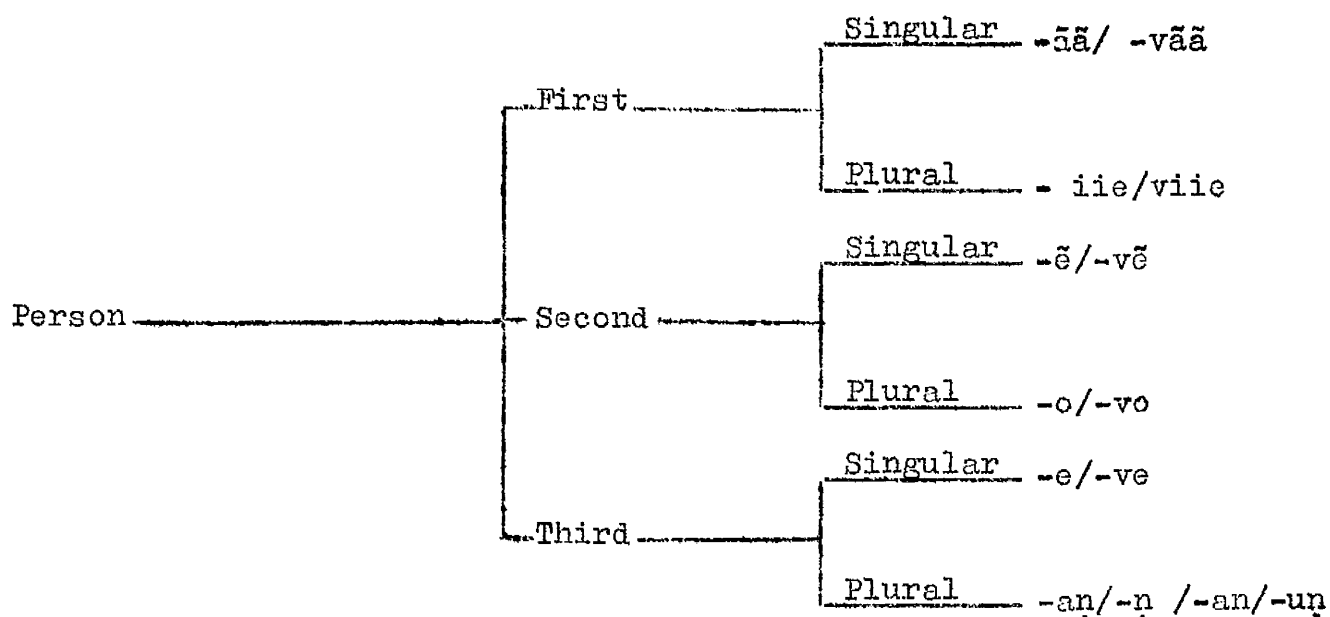 Singular -ãã/ -vãã
First
Plural - iie/viie
Singular -ẽ/-vẽ
Person Second
Plural -o/-vo
Singular -e/-ve
Third
Plural -aṇ/-ṇ /-an/-uṇ